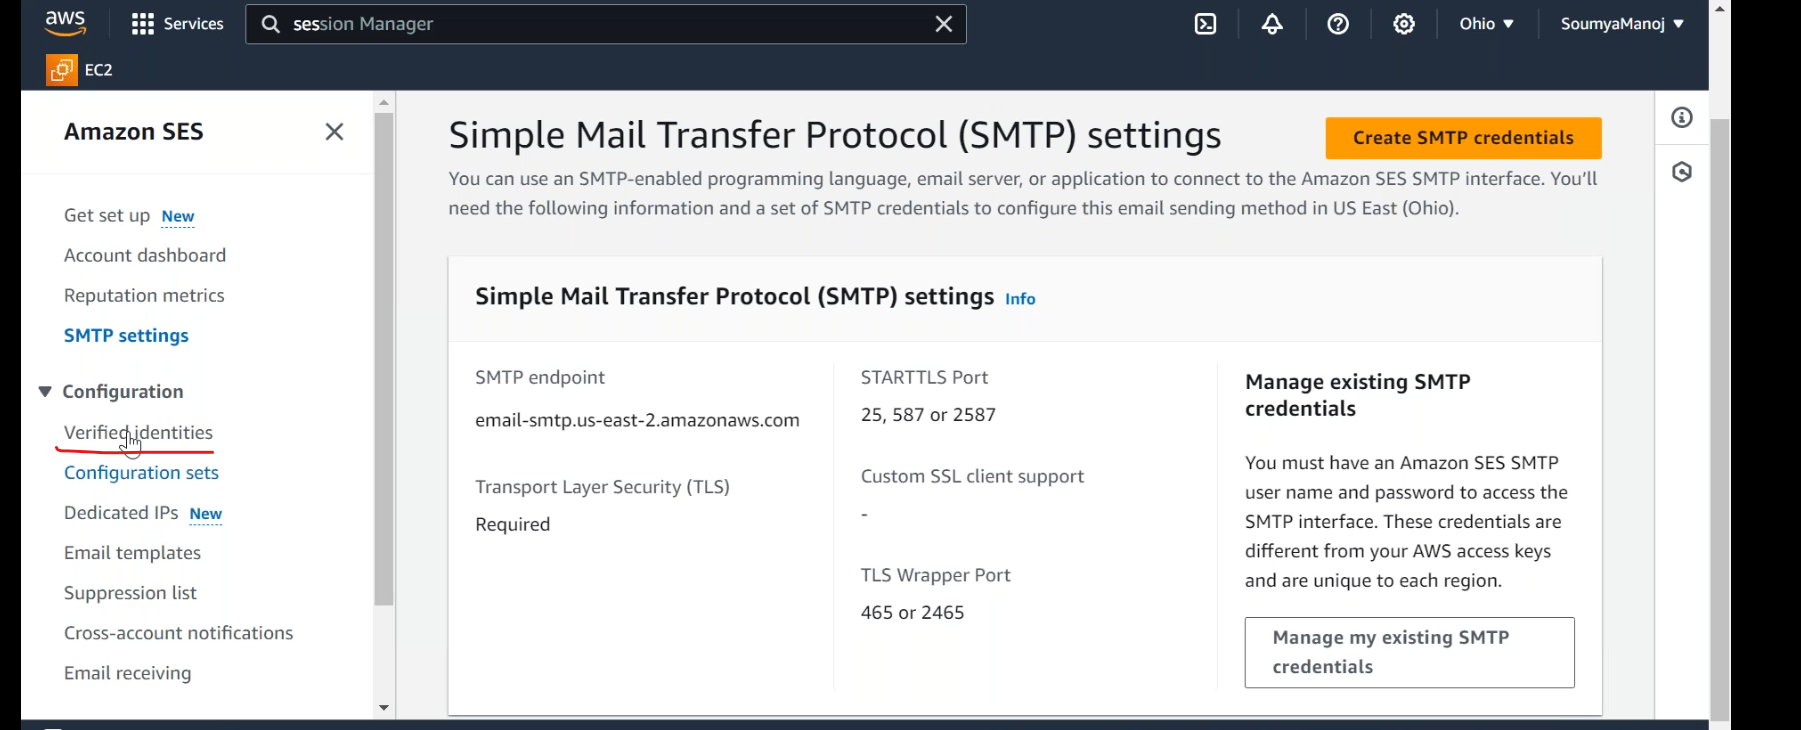 aws
Services
session Manager
Ohio
SoumyaManoj
EC2
Amazon SES
Get set up New
Account dashboard
Reputation metrics
SMTP settings
Configuration
Verified identities
Configuration sets
Dedicated IPs New
Email templates
Suppression list
Cross-account notifications
Email receiving
Simple Mail Transfer Protocol (SMTP) settings
Create SMTP credentials
You can use an SMTP-enabled programming language, email server, or application to connect to the Amazon SES SMTP interface. You'll
need the following information and a set of SMTP credentials to configure this email sending method in US East (Ohio).
Simple Mail Transfer Protocol (SMTP) settings Info
SMTP endpoint
email-smtp.us-east-2.amazonaws.com
Transport Layer Security (TLS)
Required
STARTTLS Port
25, 587 or 2587
Custom SSL client support
-
TLS Wrapper Port
465 or 2465
Manage existing SMTP
credentials
You must have an Amazon SES SMTP
user name and password to access the
SMTP interface. These credentials are
different from your AWS access keys
and are unique to each region.
Manage my existing SMTP
credentials